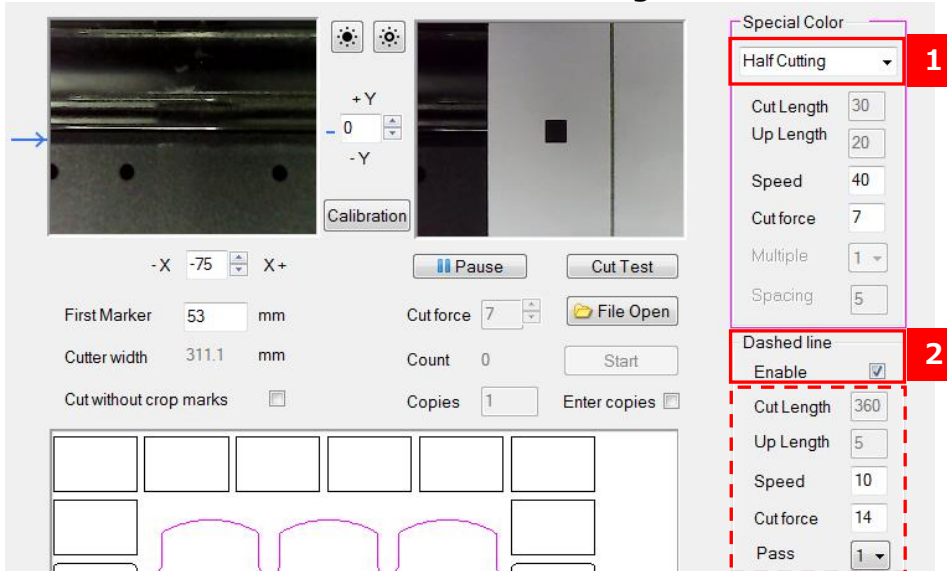 Special Color
Half Cutting
1
Cut Length 30
Up Length 20
Speed 40
Cut force 7
Multiple 1
Spacing 5
+ Y
0
- Y
Calibration
- X -75 X +
Pause
Cut Test
First Marker 53 mm
Cut force 7
File Open
Cutter width 311.1 mm
Count 0
Start
Cut without crop marks
Copies 1
Enter copies
Dashed line
Enable
2
Cut Length 360
Up Length 5
Speed 10
Cut force 14
Pass 1